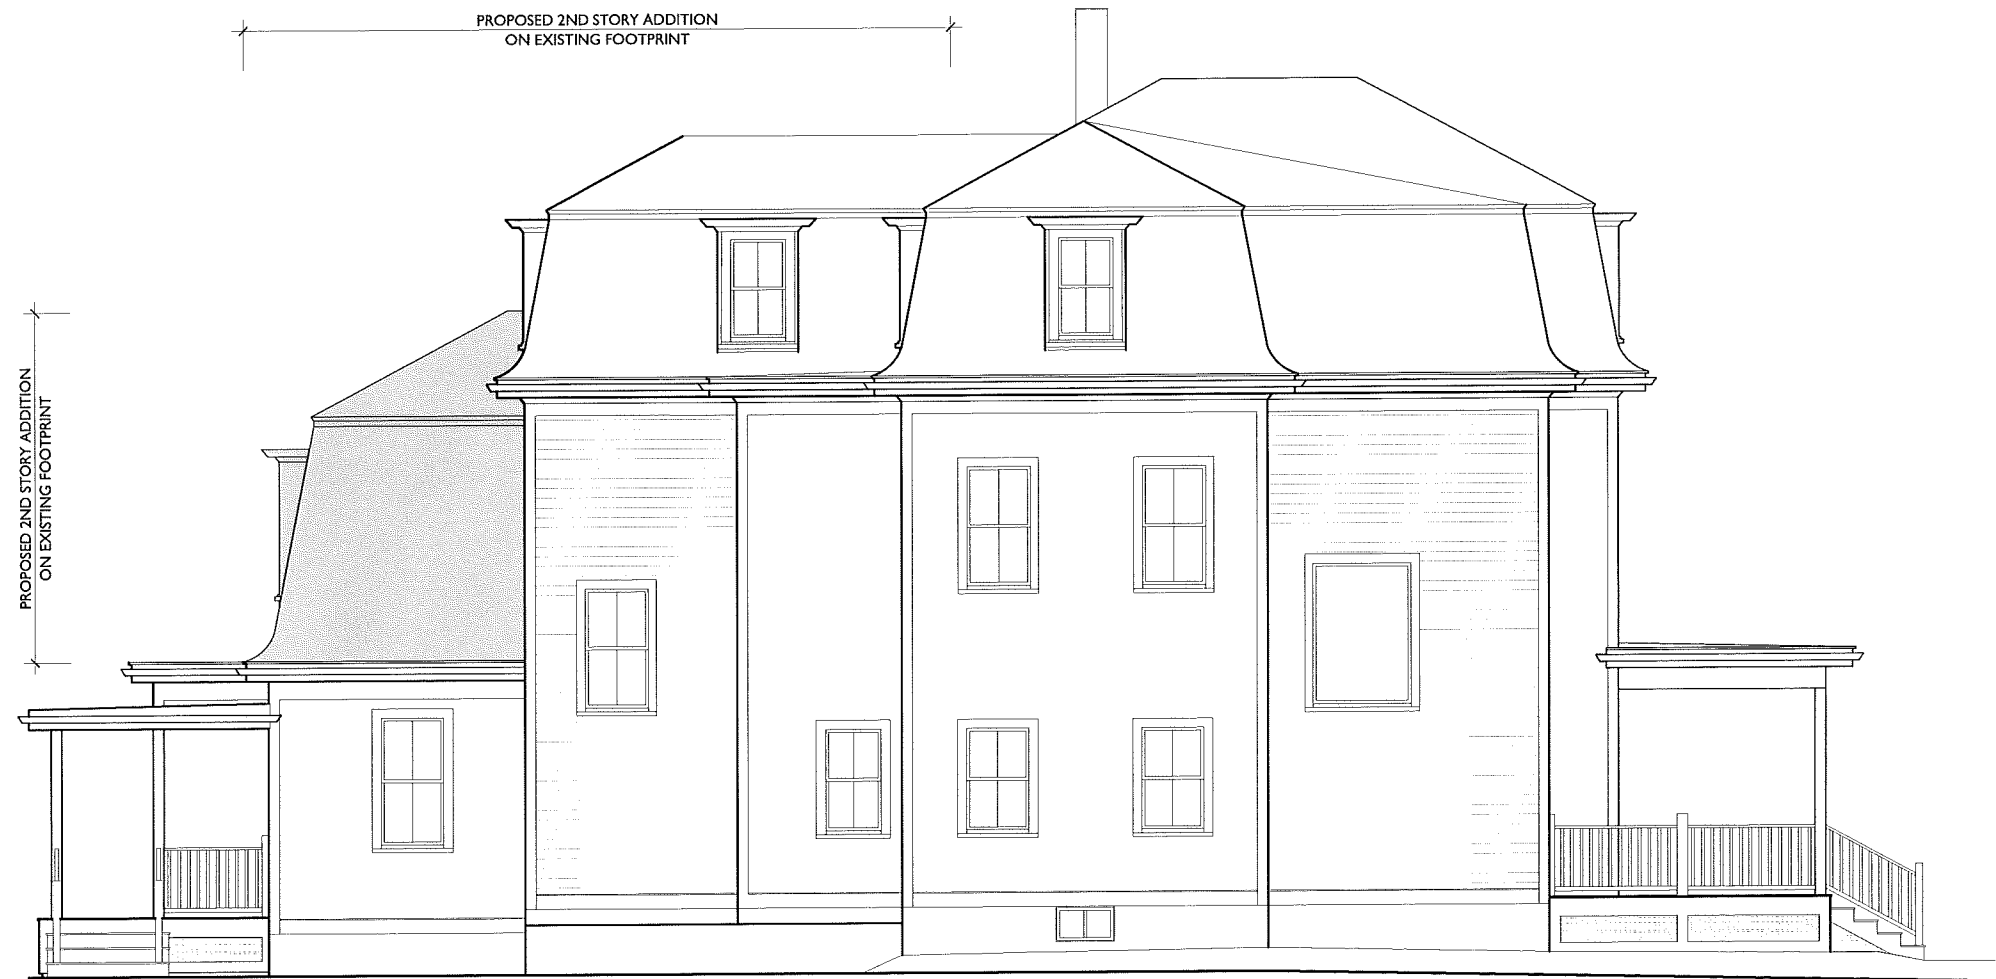 PROPOSED 2ND STORY ADDITION
ON EXISTING FOOTPRINT
PROPOSED 2ND STORY ADDITION
ON EXISTING FOOTPRINT